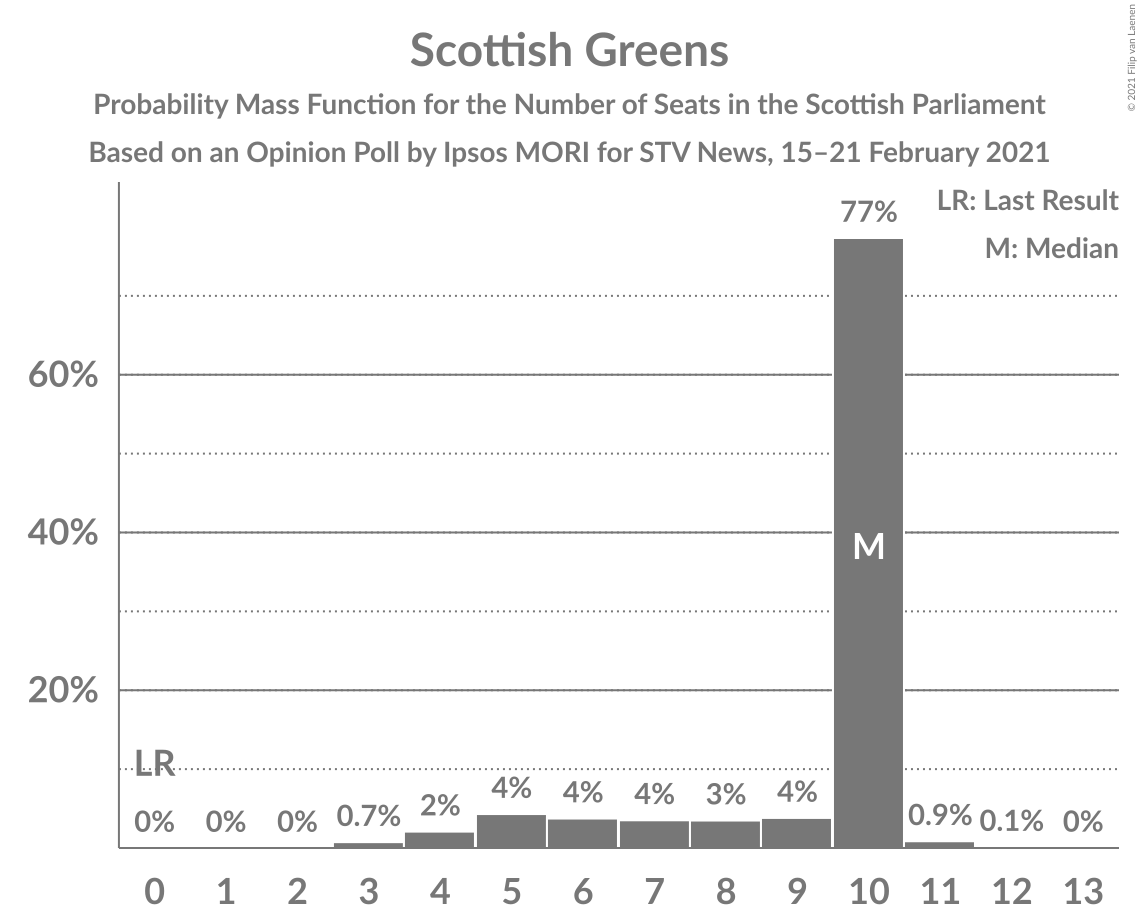 Scottish Greens
Probability Mass Function for the Number of Seats in the Scottish Parliament
Based on an Opinion Poll by Ipsos MORI for STV News, 15–21 February 2021
© 2021 Filip van Laenen
LR: Last Result
M: Median
77%
60%
40%
M
20%
LR
0% 0% 0% 0.7% 2% 4% 4% 4% 3% 4% 0.9% 0.1% 0%
0 1 2 3 4 5 6 7 8 9 10 11 12 13